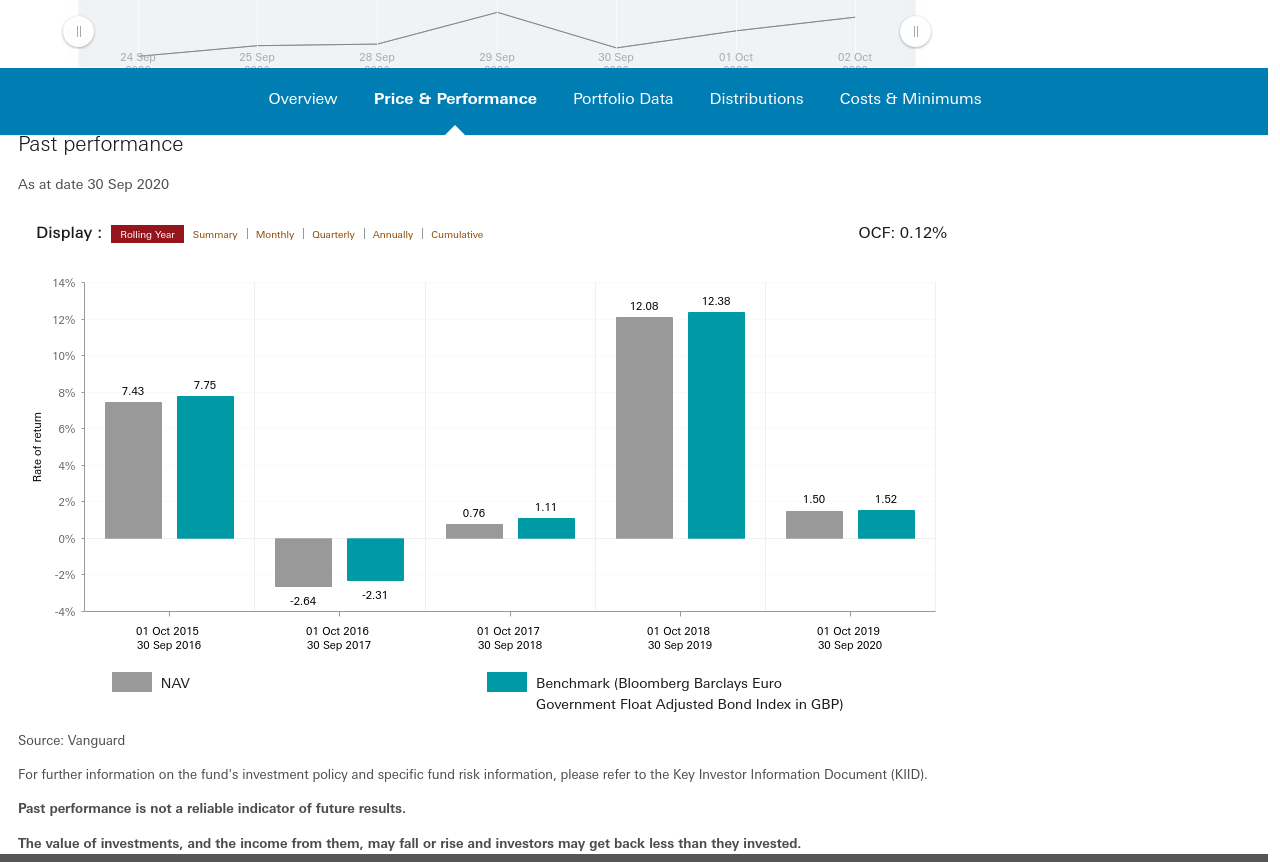 24 Sep 25 Sep 28 Sep 29 Sep 30 Sep 01 Oct 02 Oct
2020 2020 2020 2020 2020 2020 2020
Overview Price & Performance Portfolio Data Distributions Costs & Minimums
Past performance
As at date 30 Sep 2020
Display : Rolling Year Summary Monthly Quarterly Annually Cumulative OCF: 0.12%
14%
12%
10%
8%
6%
4%
2%
0%
-2%
-4%
Rate of return
7.43 7.75
-2.64 -2.31
0.76 1.11
12.08 12.38
1.50 1.52
01 Oct 2015 01 Oct 2016 01 Oct 2017 01 Oct 2018 01 Oct 2019
30 Sep 2016 30 Sep 2017 30 Sep 2018 30 Sep 2019 30 Sep 2020
NAV Benchmark (Bloomberg Barclays Euro
Government Float Adjusted Bond Index in GBP)
Source: Vanguard
For further information on the fund's investment policy and specific fund risk information, please refer to the Key Investor Information Document (KIID).
Past performance is not a reliable indicator of future results.
The value of investments, and the income from them, may fall or rise and investors may get back less than they invested.